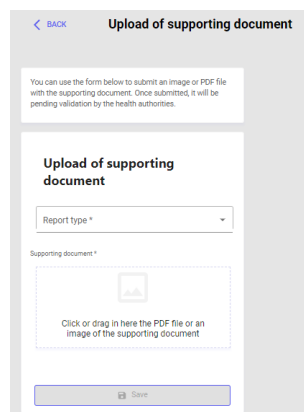 BACK
Upload of supporting document
You can use the form below to submit an image or PDF file
with the supporting document. Once submitted, it will be
pending validation by the health authorities.
Upload of supporting
document
Report type *
Supporting document *
Click or drag in here the PDF file or an
image of the supporting document
Save